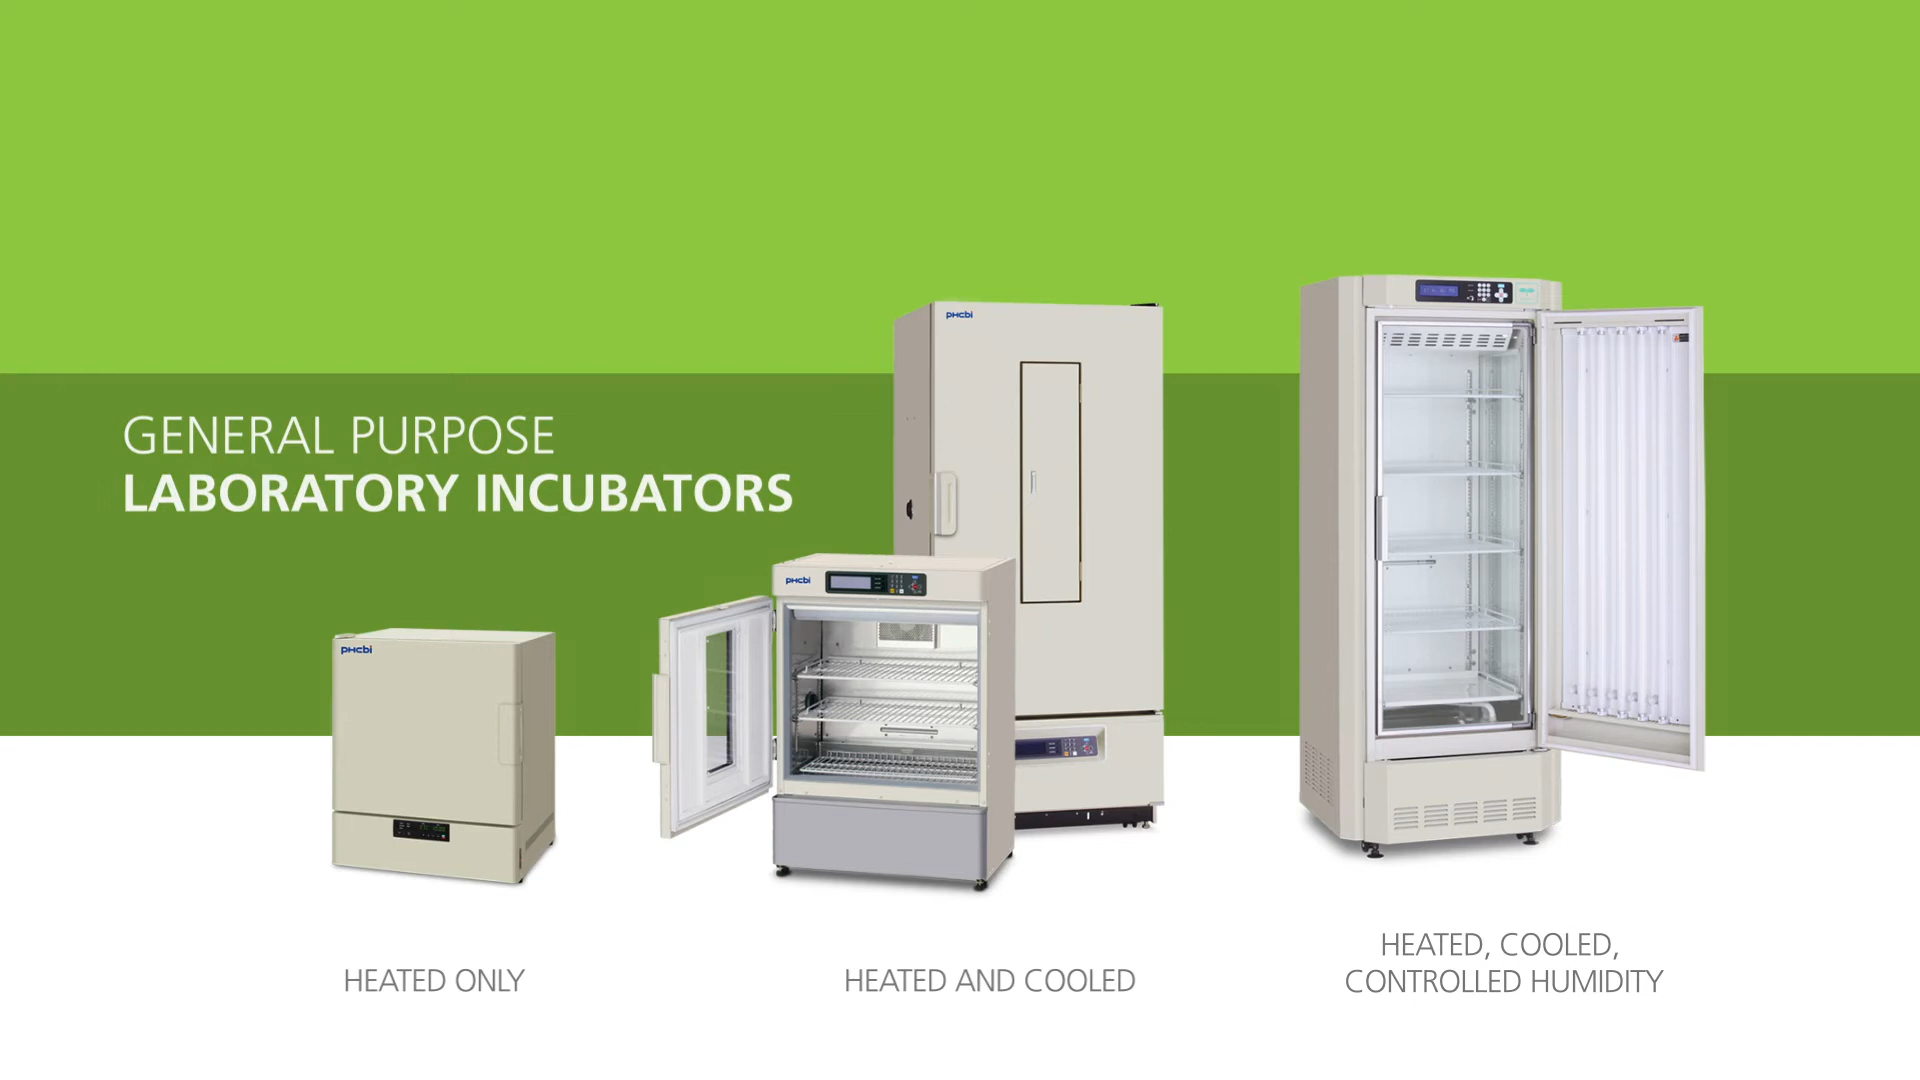 GENERAL PURPOSE
LABORATORY INCUBATORS
PHCbi
PHCbi
PHCbi
HEATED ONLY
HEATED AND COOLED
HEATED, COOLED,
CONTROLLED HUMIDITY